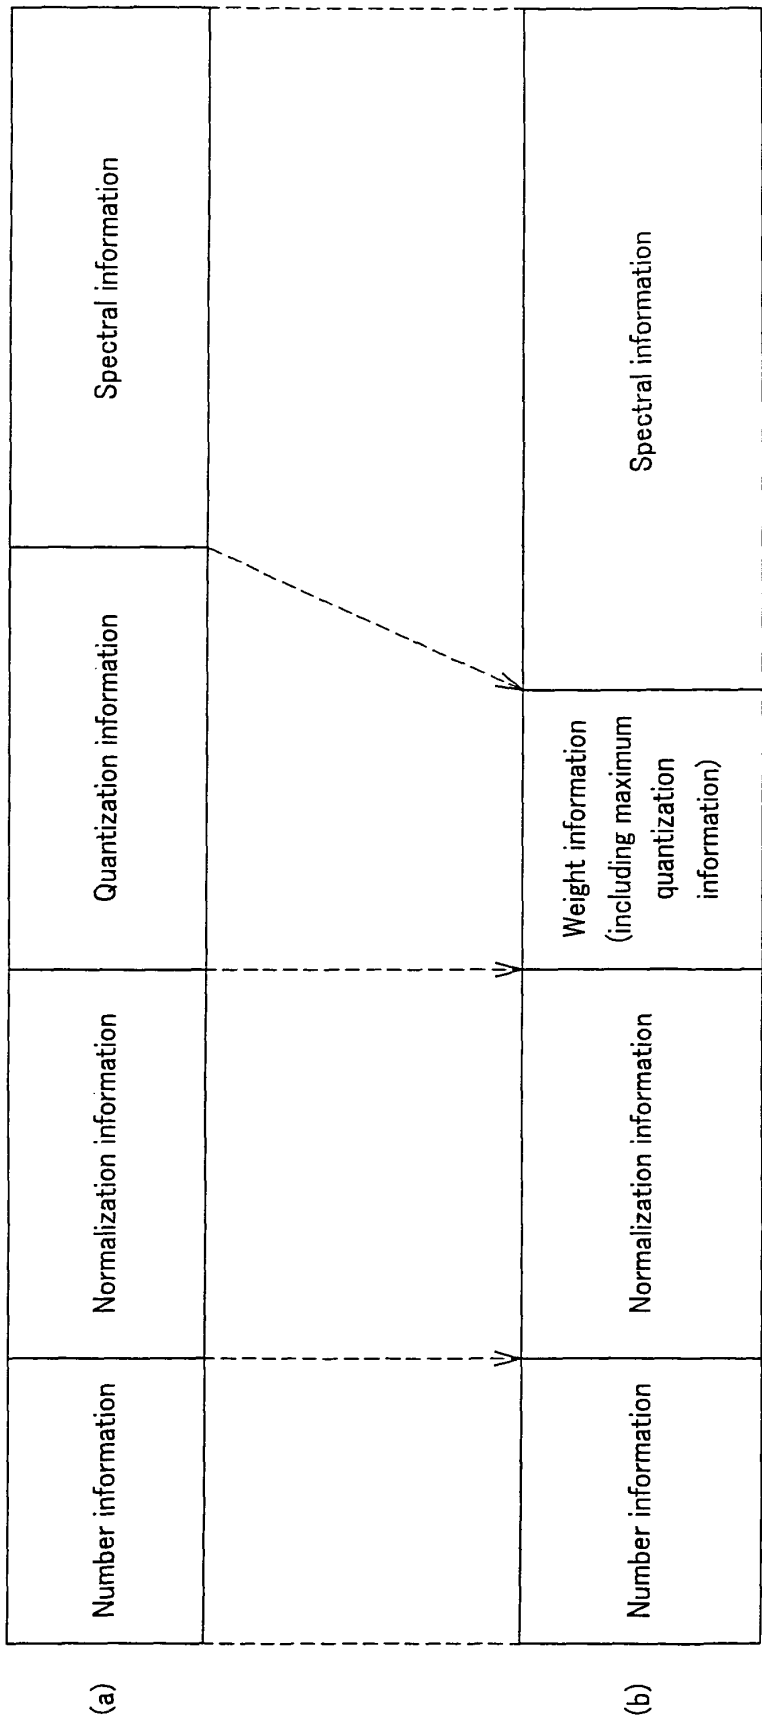 (a)
Number information
Normalization information
Quantization information
Spectral information
(b)
Number information
Normalization information
Weight information
(including maximum
quantization
information)
Spectral information